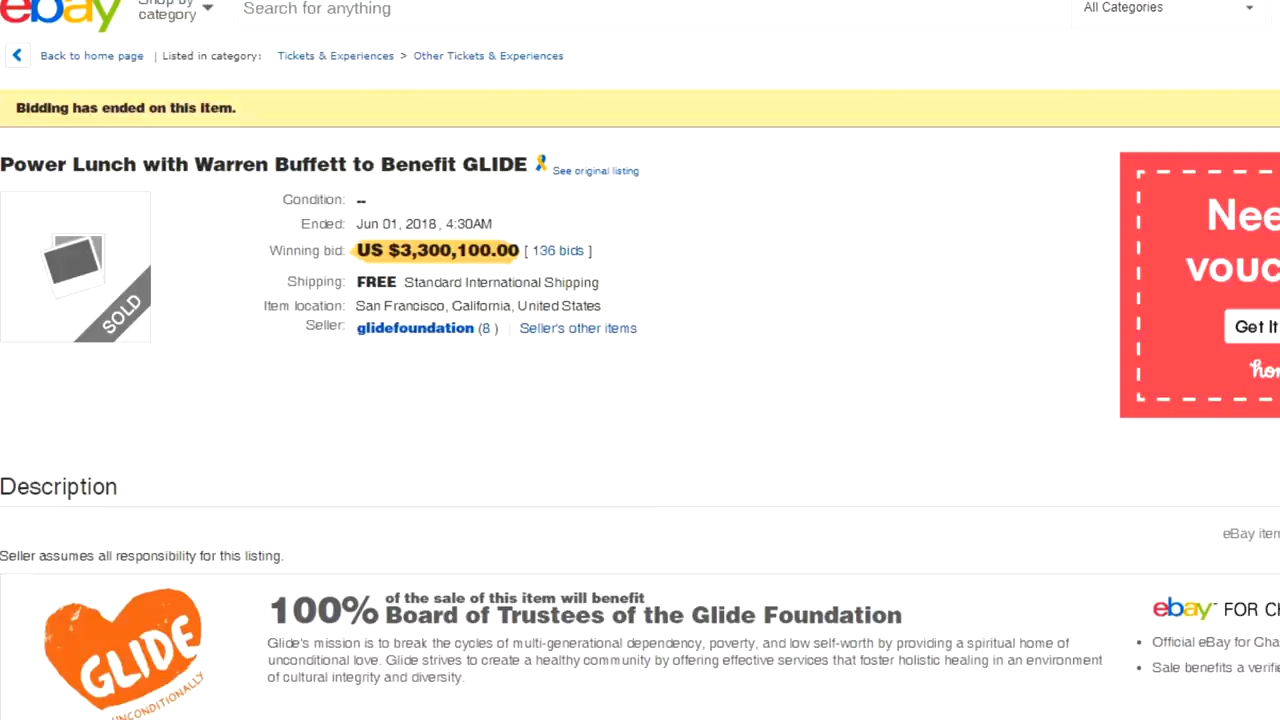 ebay
Shop by
category
Search for anything
All Categories
Back to home page | Listed in category: Tickets & Experiences > Other Tickets & Experiences
Bidding has ended on this item.
Power Lunch with Warren Buffett to Benefit GLIDE See original listing
Condition: --
Ended: Jun 01, 2018 , 4:30AM
Winning bid: US $3,300,100.00 [ 136 bids ]
Shipping: FREE Standard International Shipping
Item location: San Francisco, California, United States
Seller: glidefoundation (8 ) | Seller's other items
SOLD
Nee
vouc
Get It
hom
Description
eBay item
Seller assumes all responsibility for this listing.
GLIDE
UNCONDITIONALLY
100% of the sale of this item will benefit
Board of Trustees of the Glide Foundation
Glide's mission is to break the cycles of multi-generational dependency, poverty, and low self-worth by providing a spiritual home of
unconditional love. Glide strives to create a healthy community by offering effective services that foster holistic healing in an environment
of cultural integrity and diversity.
ebay™ FOR CH
• Official eBay for Cha
• Sale benefits a verifie